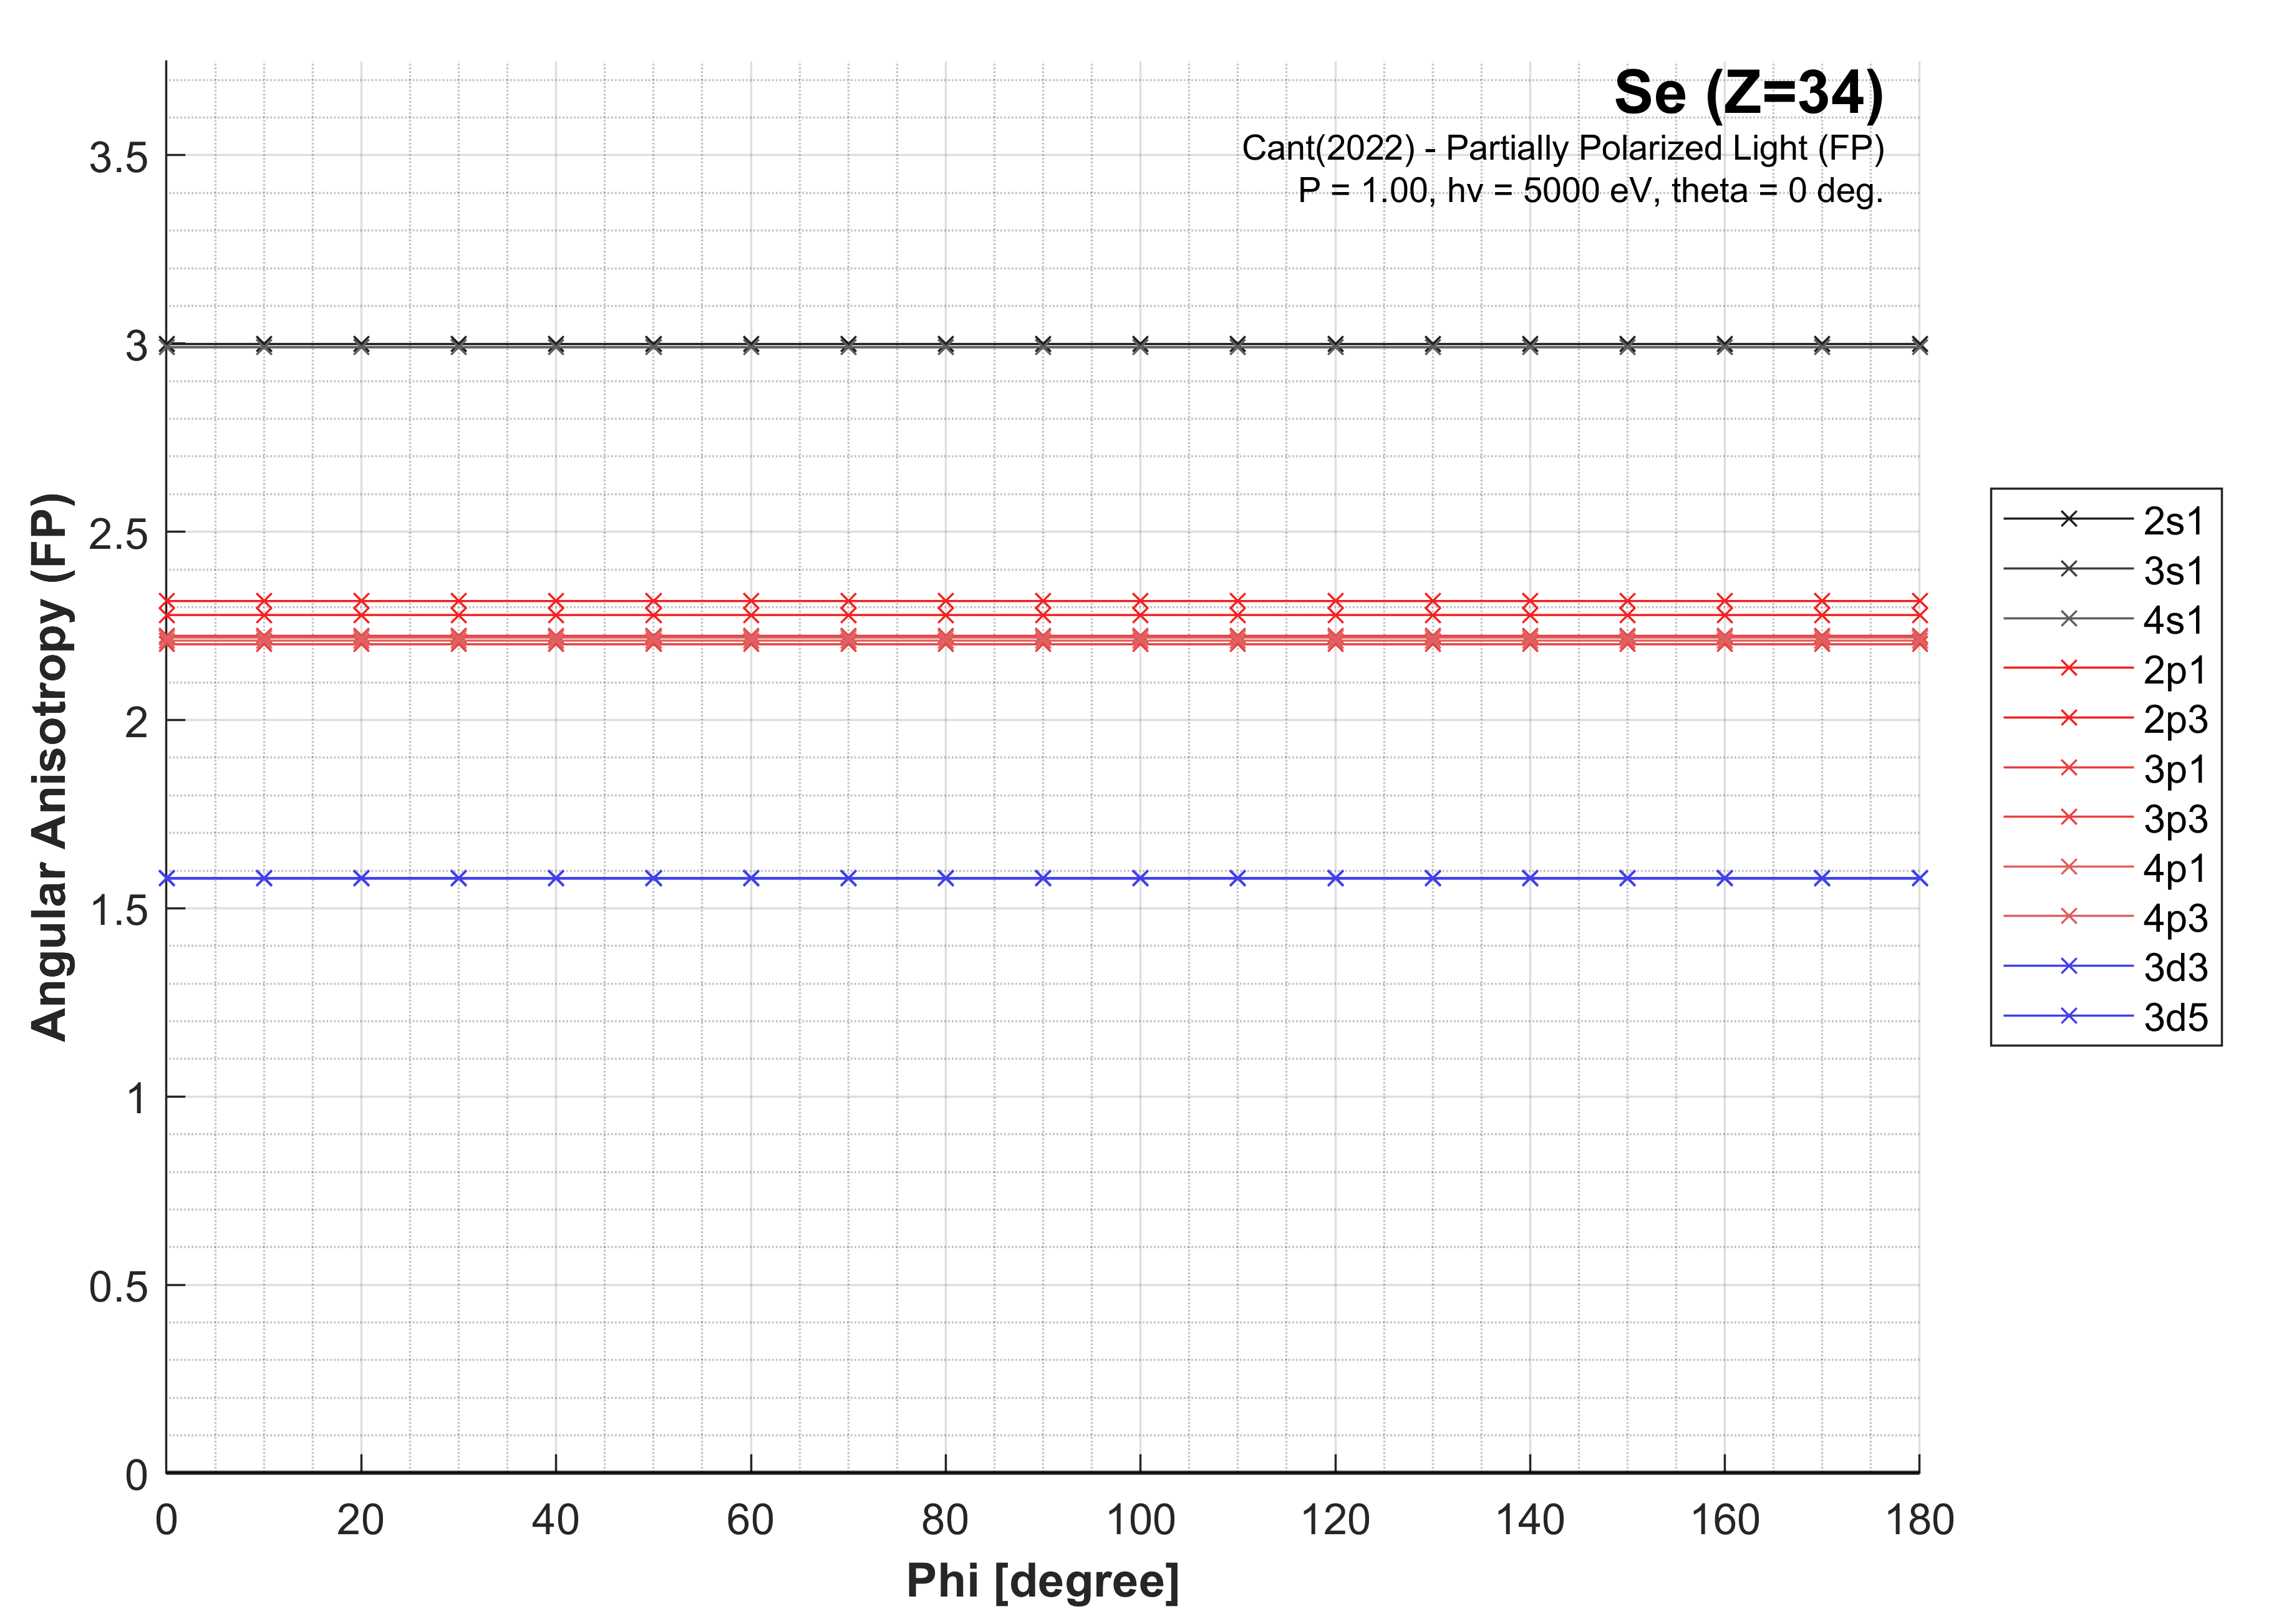 Se (Z=34)
Cant(2022) - Partially Polarized Light (FP)
P = 1.00, hv = 5000 eV, theta = 0 deg.
Angular Anisotropy (FP)
3.5
3
2.5
2
1.5
1
0.5
0
0 20 40 60 80 100 120 140 160 180
Phi [degree]
2s1
3s1
4s1
2p1
2p3
3p1
3p3
4p1
4p3
3d3
3d5